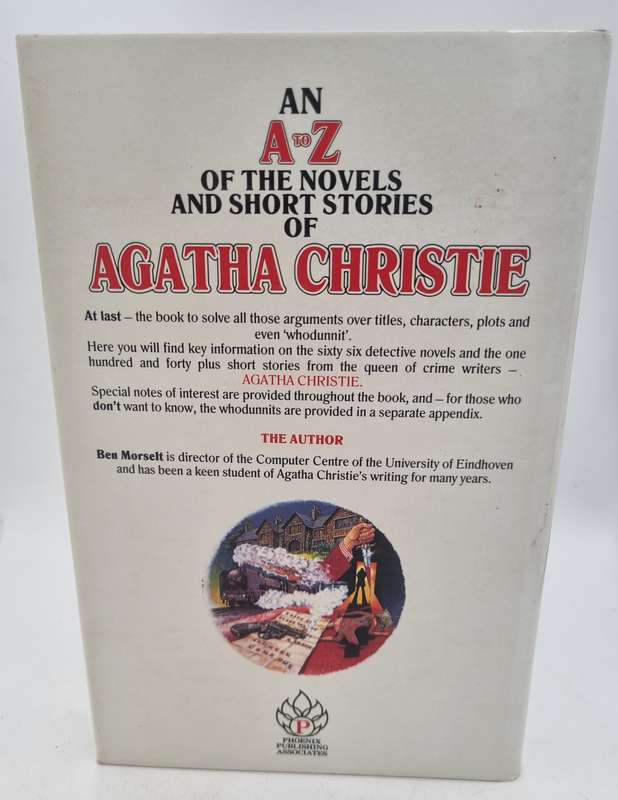 AN
A TO Z
OF THE NOVELS
AND SHORT STORIES
OF
AGATHA CHRISTIE
At last – the book to solve all those arguments over titles, characters, plots and
even 'whodunnit'.
Here you will find key information on the sixty six detective novels and the one
hundred and forty plus short stories from the queen of crime writers –
AGATHA CHRISTIE.
Special notes of interest are provided throughout the book, and – for those who
don't want to know, the whodunnits are provided in a separate appendix.
THE AUTHOR
Ben Morselt is director of the Computer Centre of the University of Eindhoven
and has been a keen student of Agatha Christie's writing for many years.
P
PHOENIX
PUBLISHING
ASSOCIATES